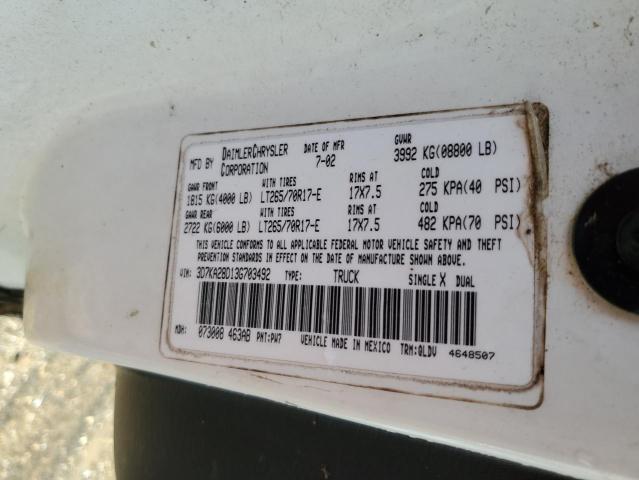 MFD BY DAIMLERCHRYSLER CORPORATION DATE OF MFR 7-02 GVWR 3992 KG(08800 LB)
GAWR FRONT WITH TIRES RIMS AT COLD
1815 KG(4000 LB) LT265/70R17-E 17X7.5 275 KPA(40 PSI)
GAWR REAR WITH TIRES RIMS AT COLD
2722 KG(6000 LB) LT265/70R17-E 17X7.5 482 KPA(70 PSI)
THIS VEHICLE CONFORMS TO ALL APPLICABLE FEDERAL MOTOR VEHICLE SAFETY AND THEFT
PREVENTION STANDARDS IN EFFECT ON THE DATE OF MANUFACTURE SHOWN ABOVE.
VIN: 3D7KA28D13G703492 TYPE: TRUCK SINGLE X DUAL
MDH: 073008 463AB PNT:PW7 VEHICLE MADE IN MEXICO TRM:QLDV 4648507